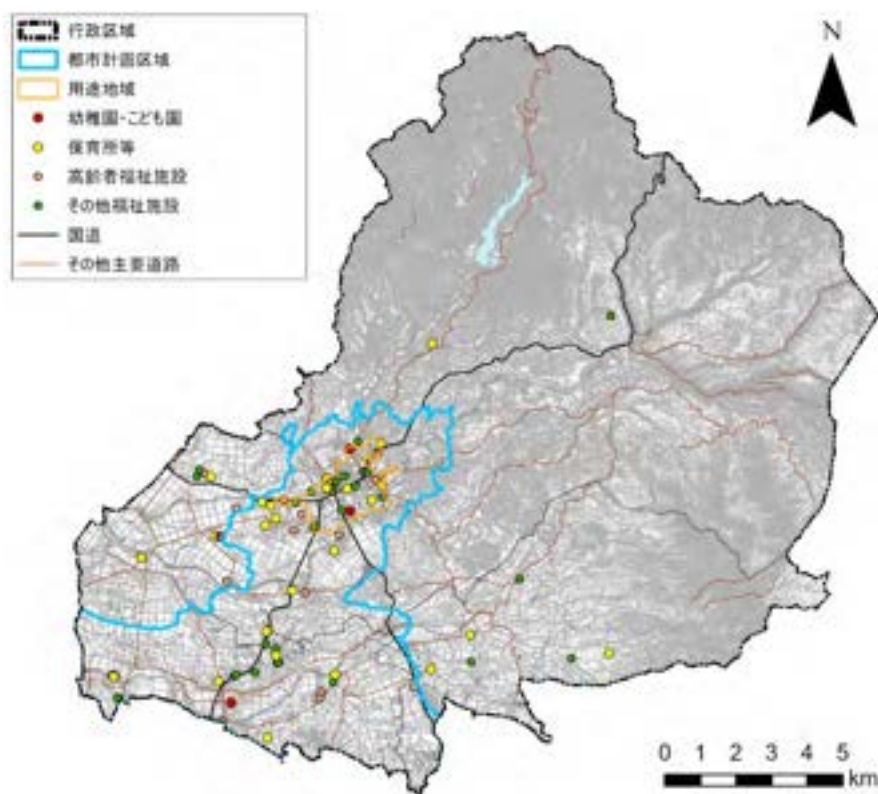 行政区域
都市計画区域
用途地域
幼稚園・こども園
保育所等
高齢者福祉施設
その他福祉施設
国道
その他主要道路
N
0 1 2 3 4 5
km